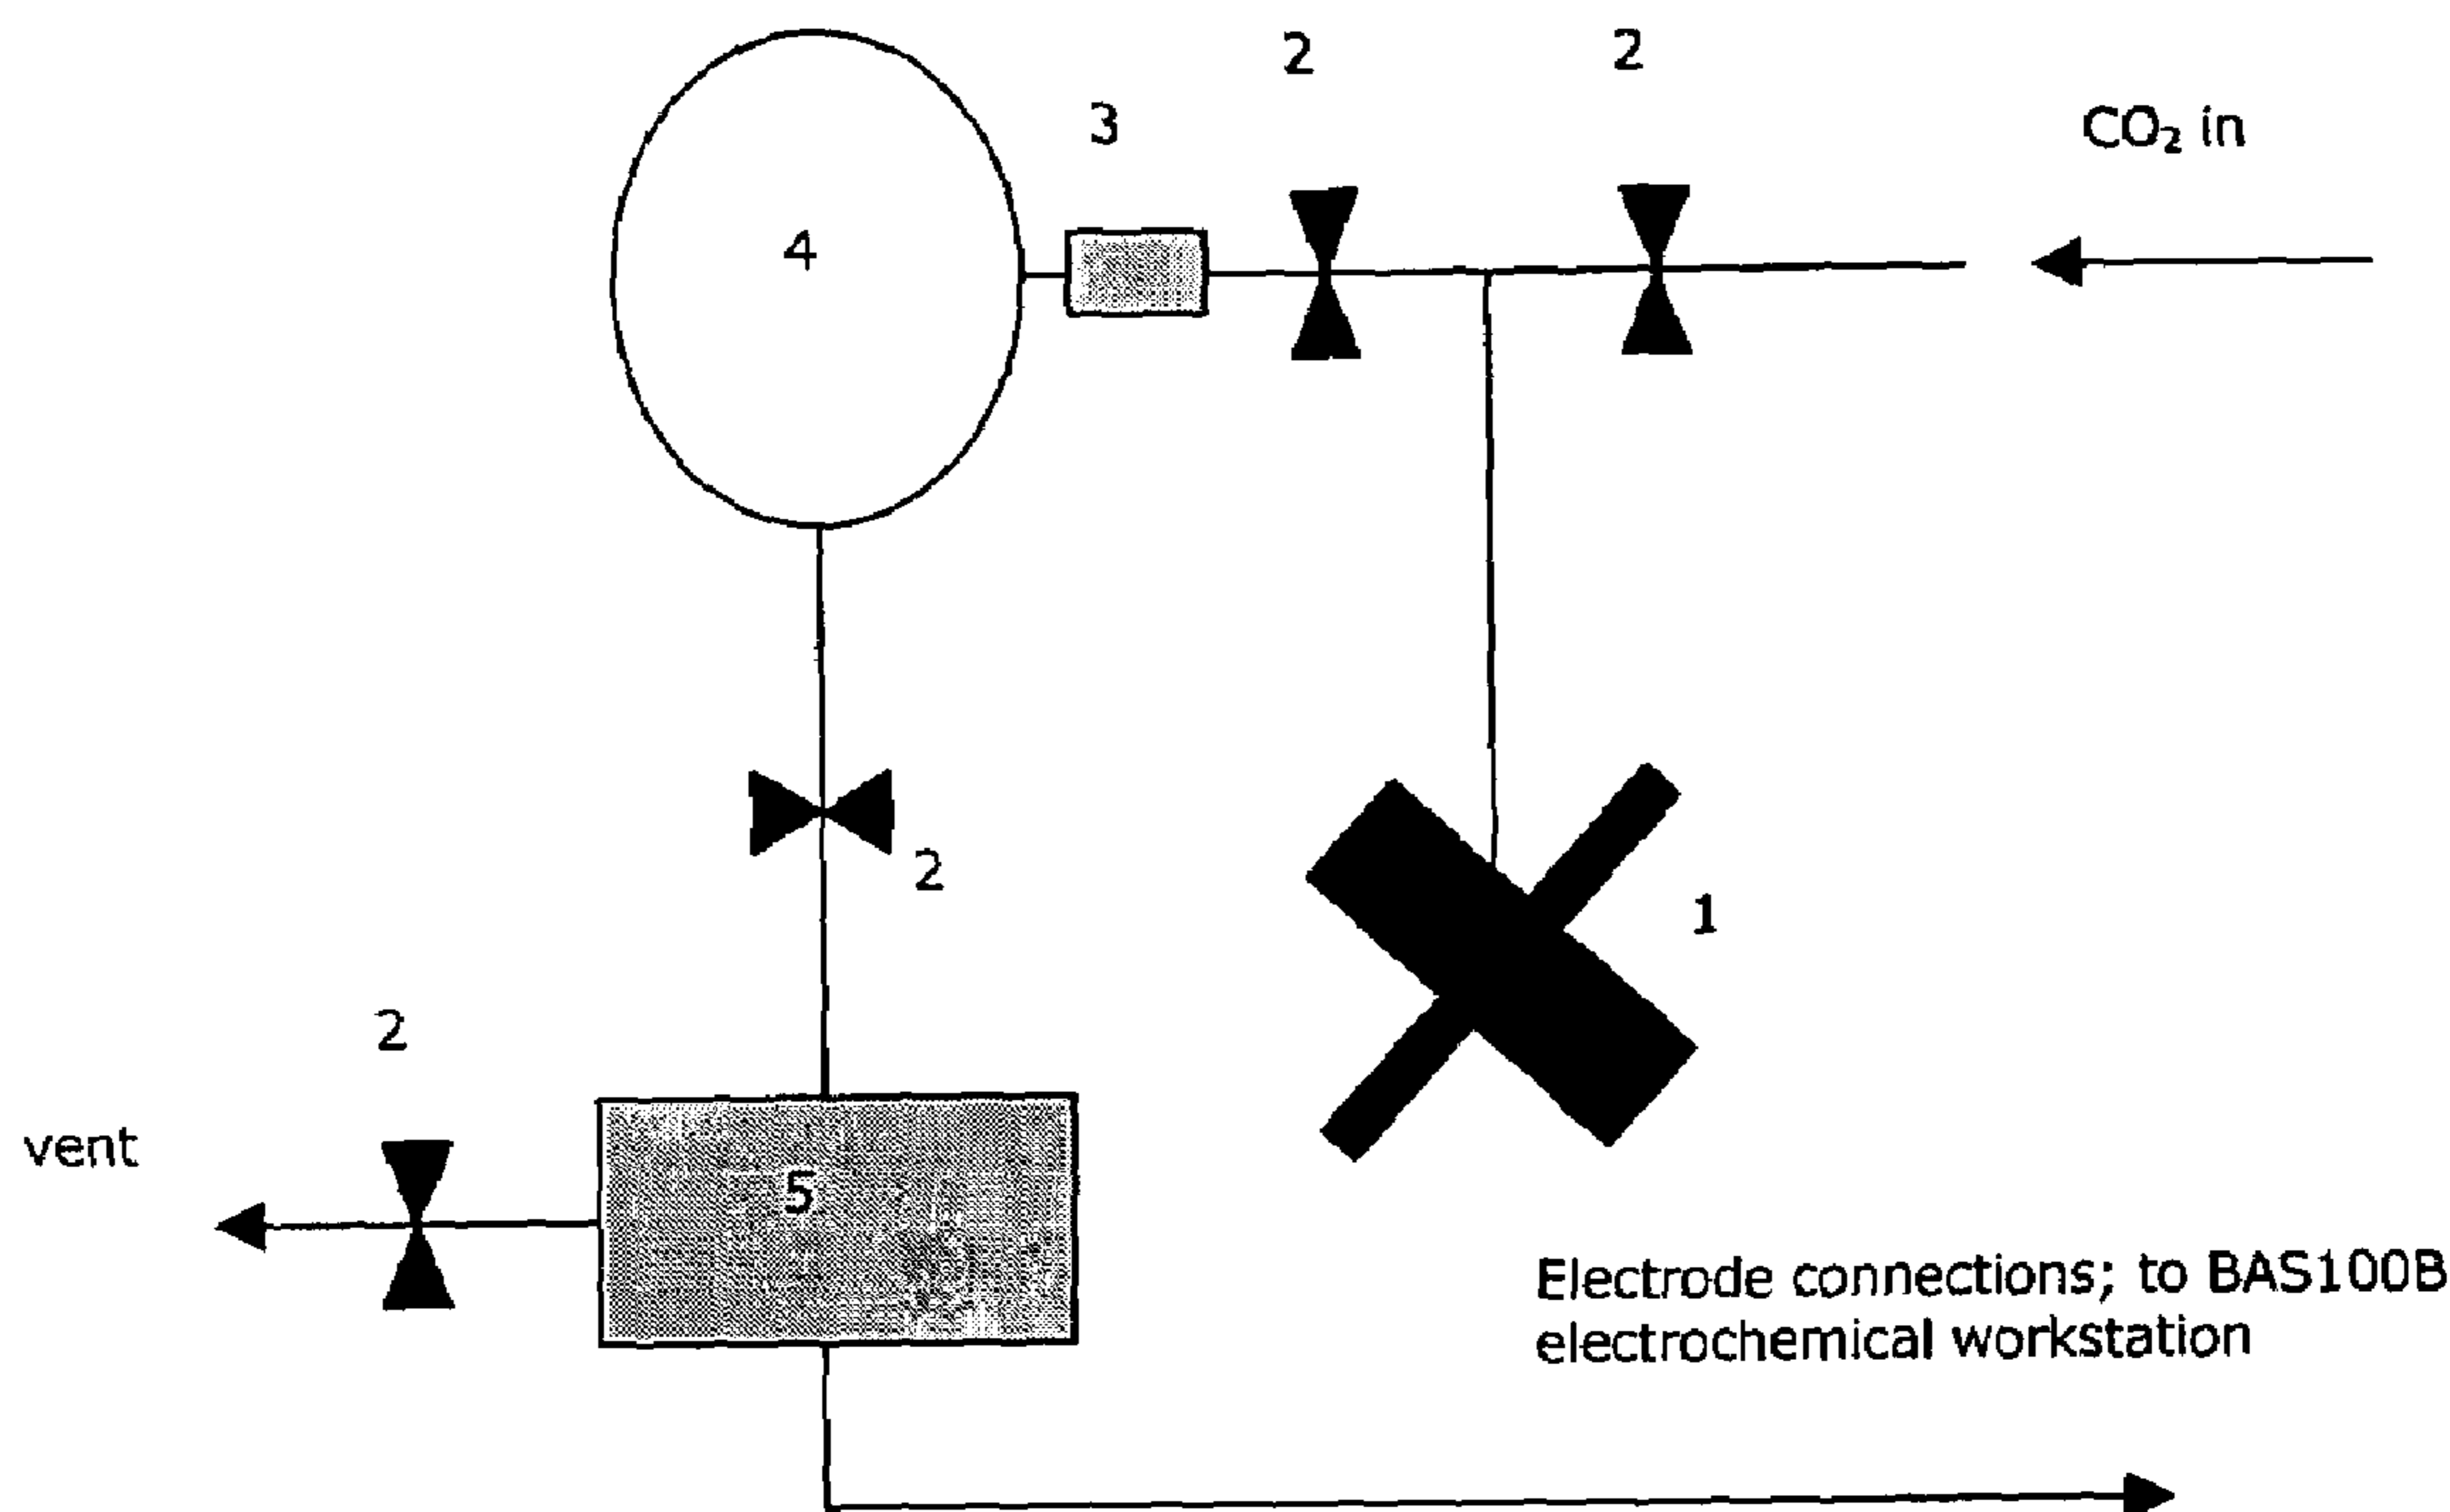 2
2
3
CO₂ in
4
2
1
2
vent
5
Electrode connections; to BAS100B
electrochemical workstation